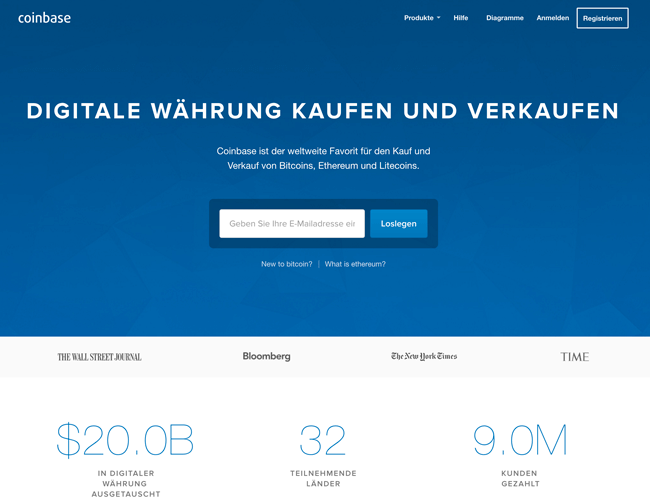 coinbase
Produkte
Hilfe
Diagramme
Anmelden
Registrieren
DIGITALE WÄHRUNG KAUFEN UND VERKAUFEN
Coinbase ist der weltweite Favorit für den Kauf und
Verkauf von Bitcoins, Ethereum und Litecoins.
Geben Sie Ihre E-Mailadresse ein
Loslegen
New to bitcoin? | What is ethereum?
THE WALL STREET JOURNAL
Bloomberg
The New York Times
TIME
$20.0B
IN DIGITALER
WÄHRUNG
AUSGETAUSCHT
32
TEILNEHMENDE
LÄNDER
9.0M
KUNDEN
GEZAHLT